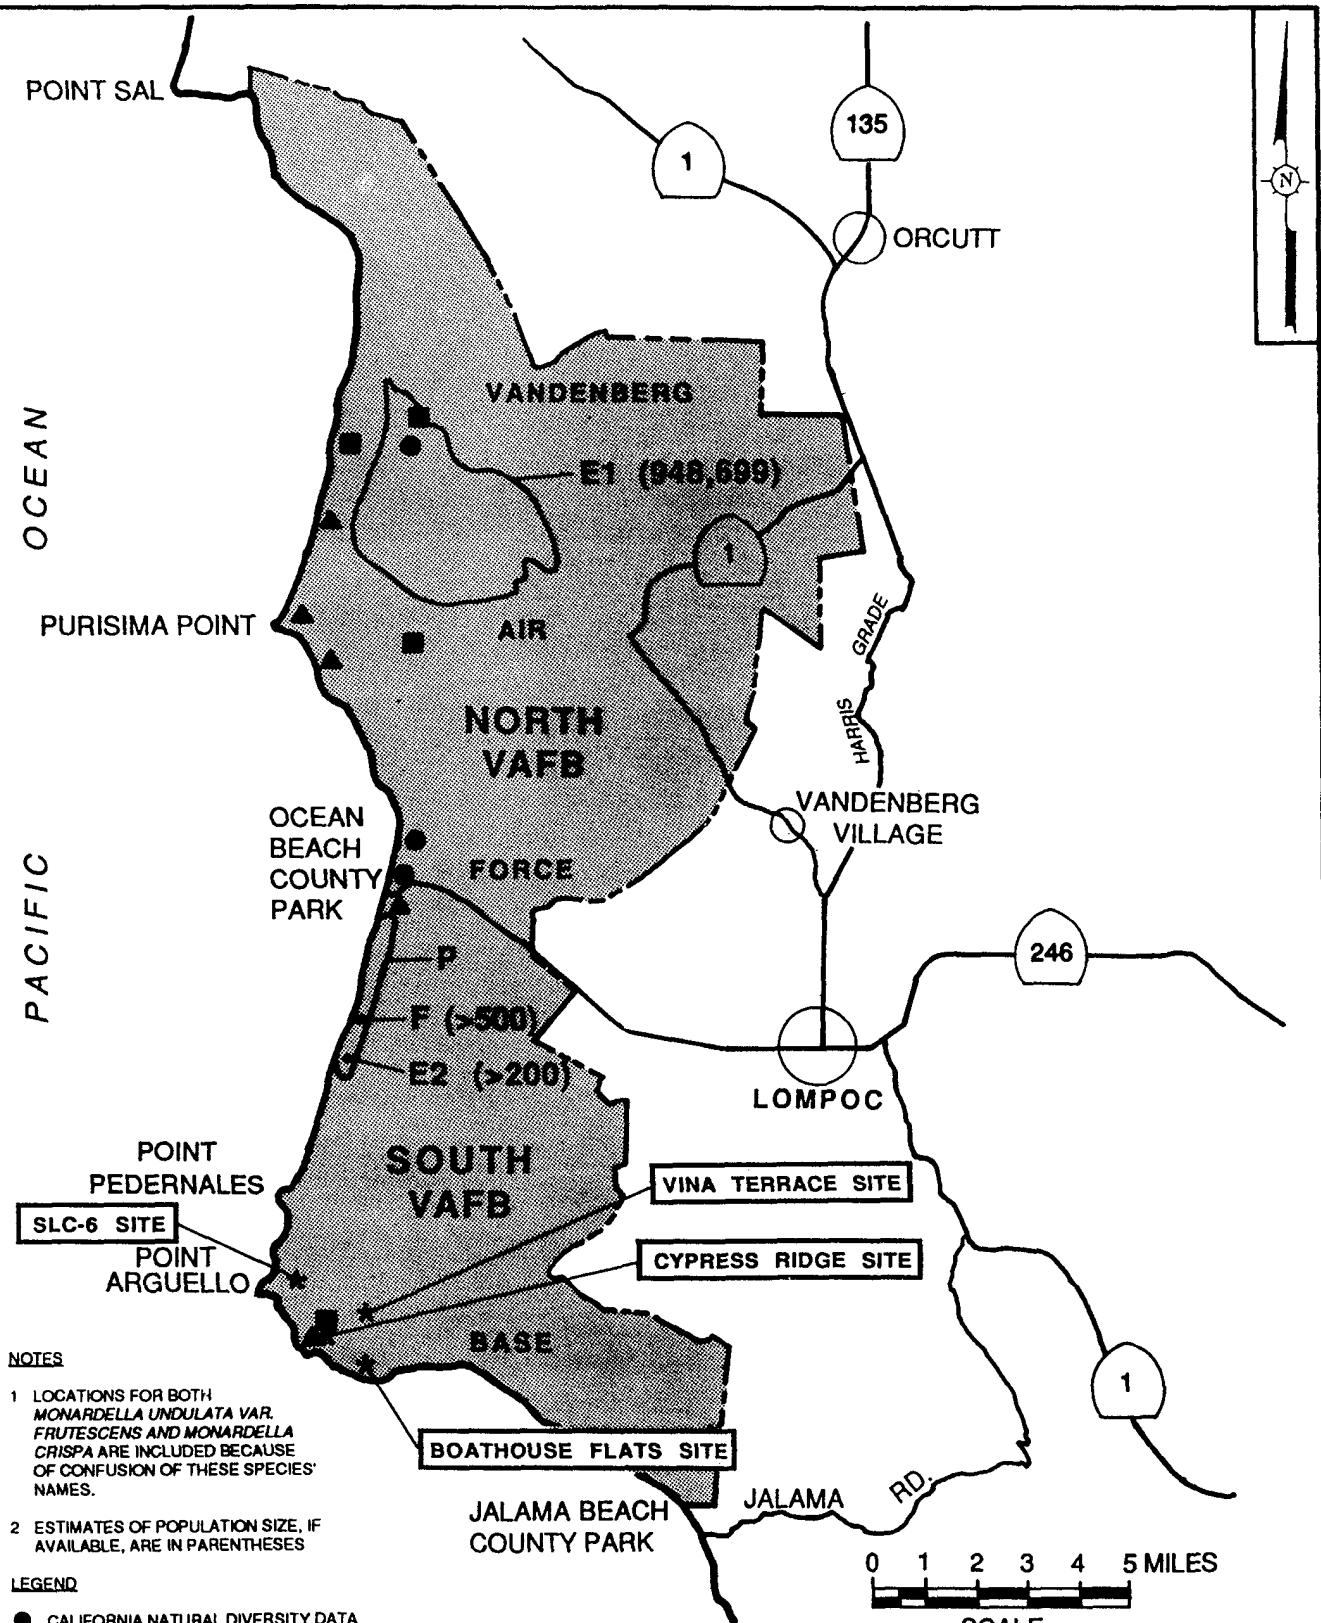 POINT SAL
1
135
N
ORCUTT
OCEAN
VANDENBERG
E1 (948,699)
1
PURISIMA POINT
AIR
GRADE
HARRIS
NORTH
VAFB
VANDENBERG
VILLAGE
OCEAN
BEACH
COUNTY
PARK
FORCE
PACIFIC
P
246
F (>500)
E2 (>200)
LOMPOC
POINT
PEDERNALES
SOUTH
VAFB
VINA TERRACE SITE
SLC-6 SITE
POINT
ARGUELLO
CYPRESS RIDGE SITE
BASE
1
BOATHOUSE FLATS SITE
JALAMA BEACH
COUNTY PARK
JALAMA RD.
NOTES
1 LOCATIONS FOR BOTH
MONARDELLA UNDULATA VAR.
FRUTESCENS AND MONARDELLA
CRISPA ARE INCLUDED BECAUSE
OF CONFUSION OF THESE SPECIES'
NAMES.
2 ESTIMATES OF POPULATION SIZE, IF
AVAILABLE, ARE IN PARENTHESES
LEGEND
CALIFORNIA NATURAL DIVERSITY DATA
0 1 2 3 4 5 MILES
SCALE